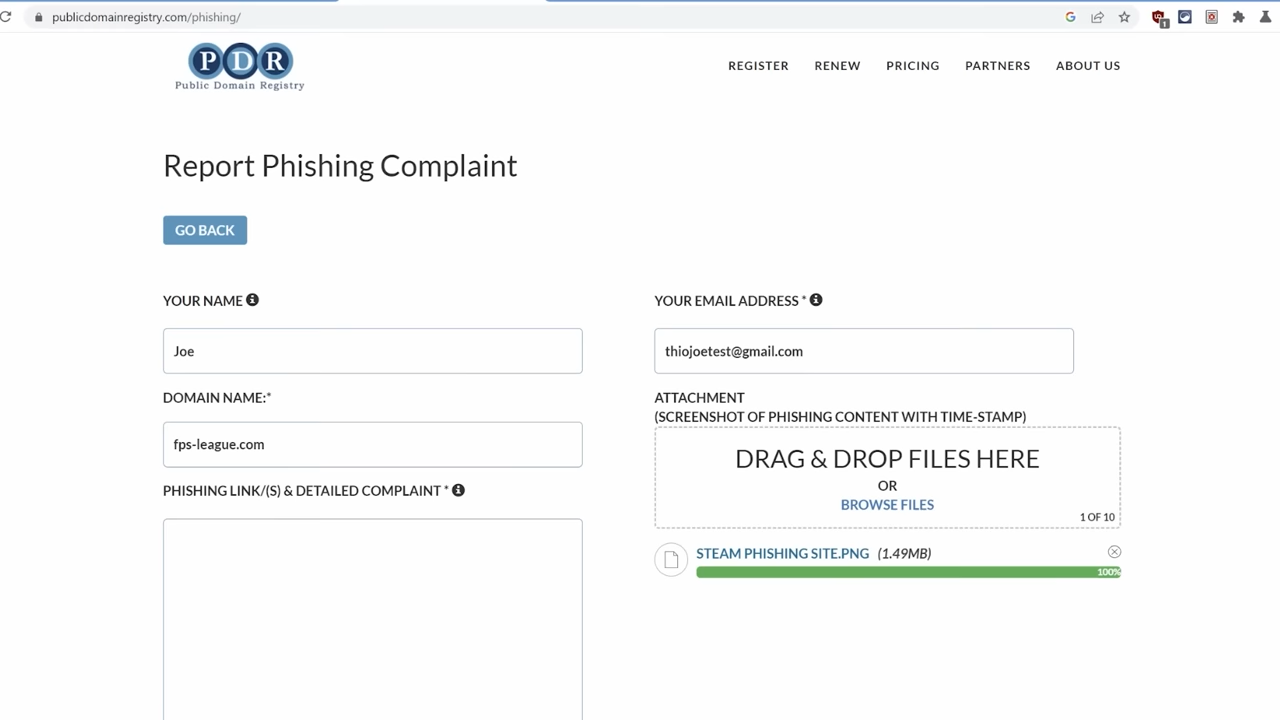 publicdomainregistry.com/phishing/
1
PDR
Public Domain Registry
REGISTER
RENEW
PRICING
PARTNERS
ABOUT US
Report Phishing Complaint
GO BACK
YOUR NAME
YOUR EMAIL ADDRESS *
Joe
thiojoetest@gmail.com
DOMAIN NAME:*
ATTACHMENT
(SCREENSHOT OF PHISHING CONTENT WITH TIME-STAMP)
fps-league.com
DRAG & DROP FILES HERE
OR
BROWSE FILES
1 OF 10
PHISHING LINK/(S) & DETAILED COMPLAINT *
STEAM PHISHING SITE.PNG (1.49MB)
100%